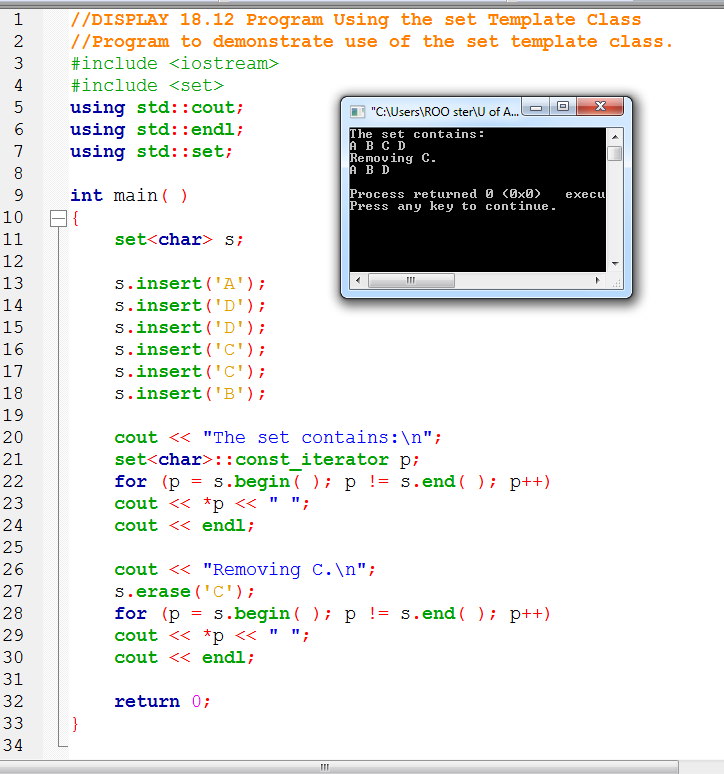 1 //DISPLAY 18.12 Program Using the set Template Class
2 //Program to demonstrate use of the set template class.
3 #include <iostream>
4 #include <set>
5 using std::cout;
6 using std::endl;
7 using std::set;
8
9 int main( )
10 {
11 set<char> s;
12
13 s.insert('A');
14 s.insert('D');
15 s.insert('D');
16 s.insert('C');
17 s.insert('C');
18 s.insert('B');
19
20 cout << "The set contains:\n";
21 set<char>::const_iterator p;
22 for (p = s.begin( ); p != s.end( ); p++)
23 cout << *p << " ";
24 cout << endl;
25
26 cout << "Removing C.\n";
27 s.erase('C');
28 for (p = s.begin( ); p != s.end( ); p++)
29 cout << *p << " ";
30 cout << endl;
31
32 return 0;
33 }
34
"C:\Users\ROO ster\U of A...
The set contains:
A B C D
Removing C.
A B D
Process returned 0 (0x0) execu
Press any key to continue.